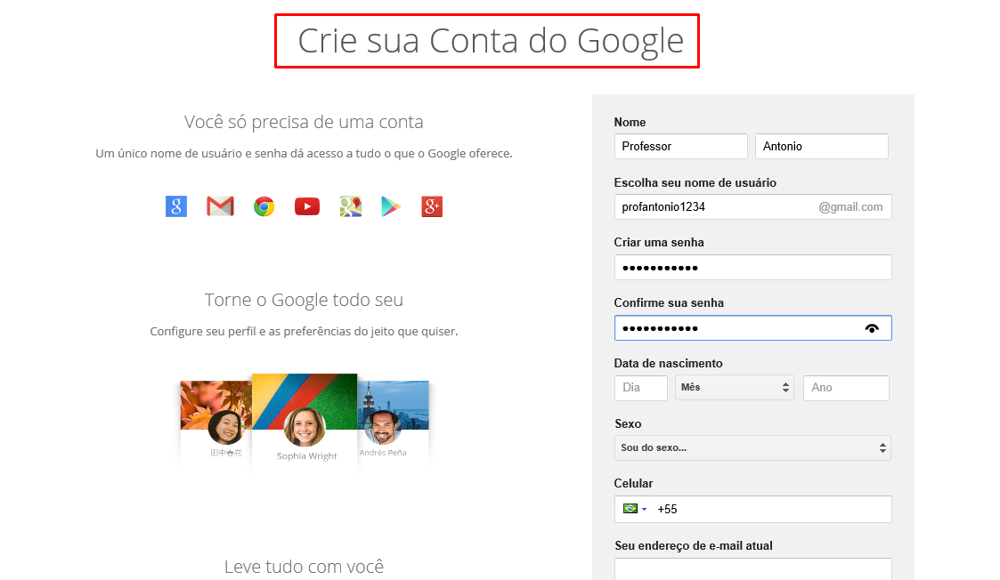 Crie sua Conta do Google
Você só precisa de uma conta
Um único nome de usuário e senha dá acesso a tudo o que o Google oferece.
g
g+
Torne o Google todo seu
Configure seu perfil e as preferências do jeito que quiser.
田中春花
Sophia Wright
Andrés Peña
Leve tudo com você
Nome
Professor Antonio
Escolha seu nome de usuário
profantonio1234 @gmail.com
Criar uma senha
•••••••••••
Confirme sua senha
•••••••••••
Data de nascimento
Dia Mês Ano
Sexo
Sou do sexo...
Celular
+55
Seu endereço de e-mail atual